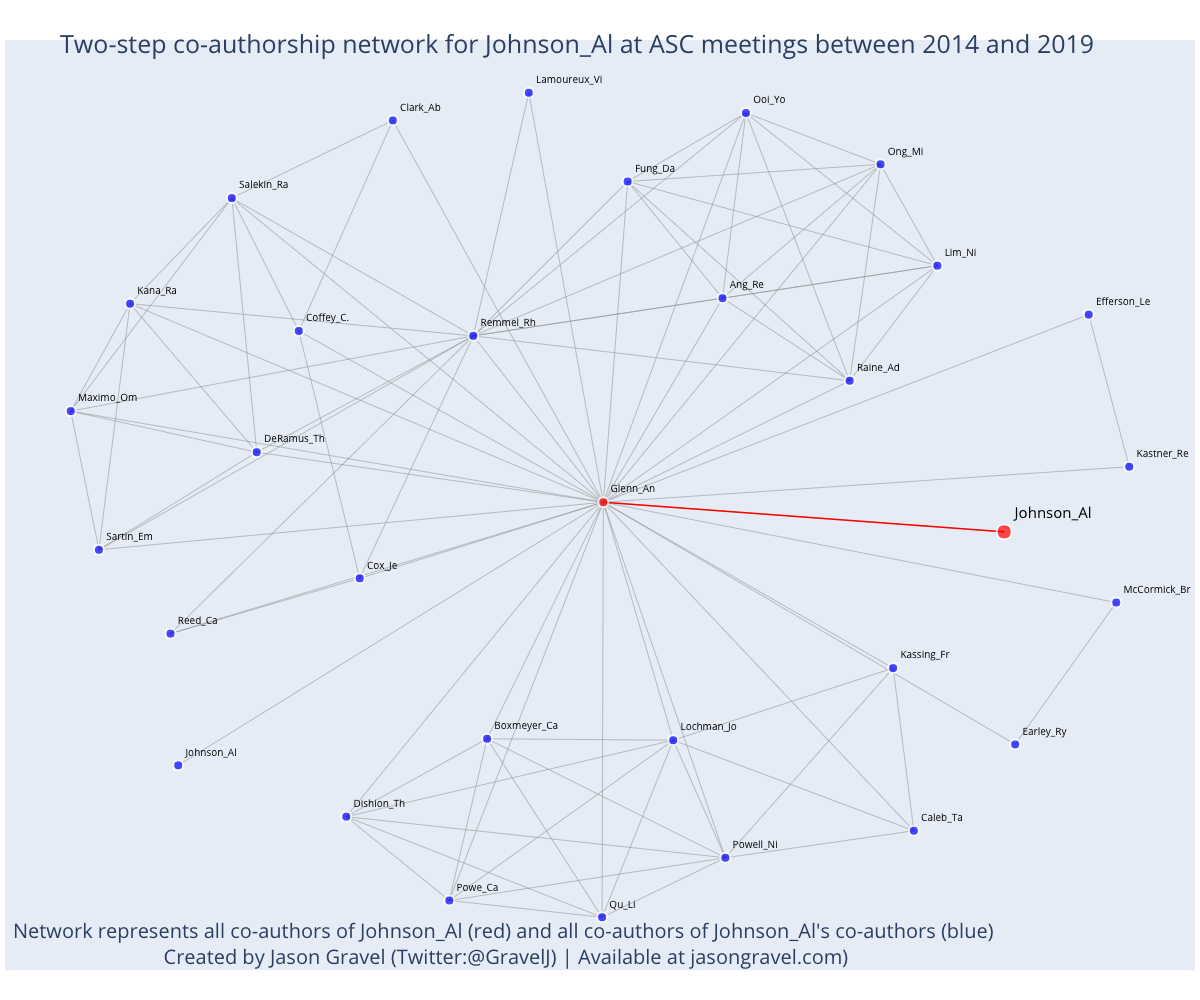 Two-step co-authorship network for Johnson_Al at ASC meetings between 2014 and 2019
Lamoureux_Vi
Ooi_Yo
Clark_Ab
Ong_Mi
Fung_Da
Salekin_Ra
Lim_Ni
Ang_Re
Kana_Ra
Efferson_Le
Coffey_C.
Remmel_Rh
Raine_Ad
Maximo_Om
DeRamus_Th
Kastner_Re
Glenn_An
Johnson_Al
Sartin_Em
Cox_Je
McCormick_Br
Reed_Ca
Kassing_Fr
Boxmeyer_Ca
Lochman_Jo
Earley_Ry
Johnson_Al
Dishion_Th
Caleb_Ta
Powell_Ni
Powe_Ca
Qu_Li
Network represents all co-authors of Johnson_Al (red) and all co-authors of Johnson_Al's co-authors (blue)
Created by Jason Gravel (Twitter:@GravelJ) | Available at jasongravel.com)